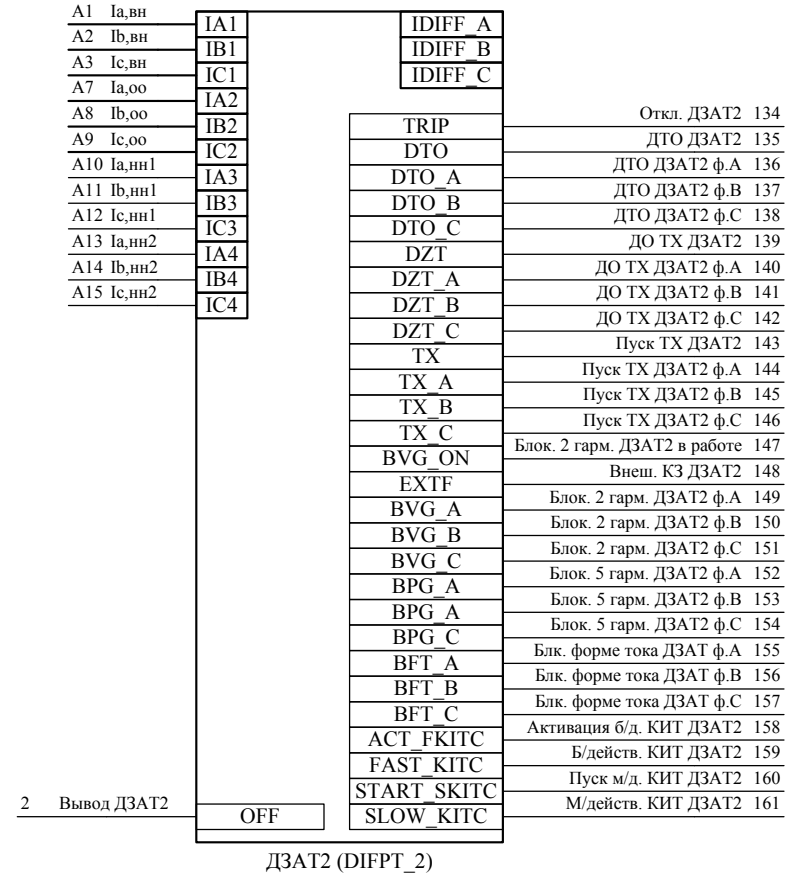 A1 Ia,вн IA1 IDIFF_A
A2 Ib,вн IB1 IDIFF_B
A3 Ic,вн IC1 IDIFF_C
A7 Ia,оо IA2
A8 Ib,оо IB2
A9 Ic,оо IC2
A10 Ia,нн1 IA3
A11 Ib,нн1 IB3
A12 Ic,нн1 IC3
A13 Ia,нн2 IA4
A14 Ib,нн2 IB4
A15 Ic,нн2 IC4
TRIP Откл. ДЗАТ2 134
DTO ДТО ДЗАТ2 135
DTO_A ДТО ДЗАТ2 ф.А 136
DTO_B ДТО ДЗАТ2 ф.В 137
DTO_C ДТО ДЗАТ2 ф.С 138
DZT ДО ТХ ДЗАТ2 139
DZT_A ДО ТХ ДЗАТ2 ф.А 140
DZT_B ДО ТХ ДЗАТ2 ф.В 141
DZT_C ДО ТХ ДЗАТ2 ф.С 142
TX Пуск ТХ ДЗАТ2 143
TX_A Пуск ТХ ДЗАТ2 ф.А 144
TX_B Пуск ТХ ДЗАТ2 ф.В 145
TX_C Пуск ТХ ДЗАТ2 ф.С 146
BVG_ON Блок. 2 гарм. ДЗАТ2 в работе 147
EXTF Внеш. КЗ ДЗАТ2 148
BVG_A Блок. 2 гарм. ДЗАТ2 ф.А 149
BVG_B Блок. 2 гарм. ДЗАТ2 ф.В 150
BVG_C Блок. 2 гарм. ДЗАТ2 ф.С 151
BPG_A Блок. 5 гарм. ДЗАТ2 ф.А 152
BPG_A Блок. 5 гарм. ДЗАТ2 ф.В 153
BPG_C Блок. 5 гарм. ДЗАТ2 ф.С 154
BFT_A Блк. форме тока ДЗАТ ф.А 155
BFT_B Блк. форме тока ДЗАТ ф.В 156
BFT_C Блк. форме тока ДЗАТ ф.С 157
ACT_FKITC Активация б/д. КИТ ДЗАТ2 158
FAST_KITC Б/действ. КИТ ДЗАТ2 159
START_SKITC Пуск м/д. КИТ ДЗАТ2 160
2 Вывод ДЗАТ2 OFF SLOW_KITC М/действ. КИТ ДЗАТ2 161
ДЗАТ2 (DIFPT_2)